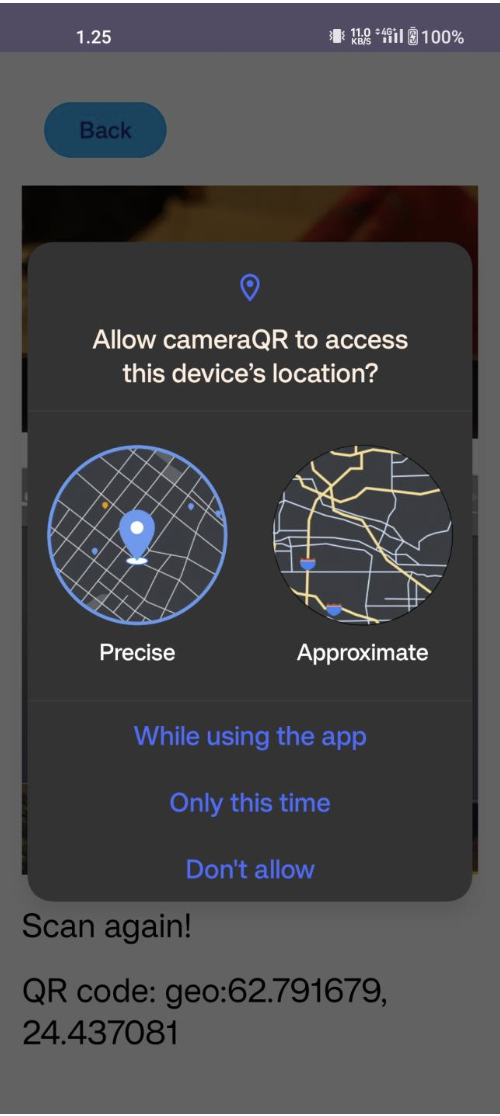 1.25
11.0 KB/S 4G+ 100%
Back
Allow cameraQR to access
this device’s location?
Precise
Approximate
While using the app
Only this time
Don't allow
Scan again!
QR code: geo:62.791679,
24.437081